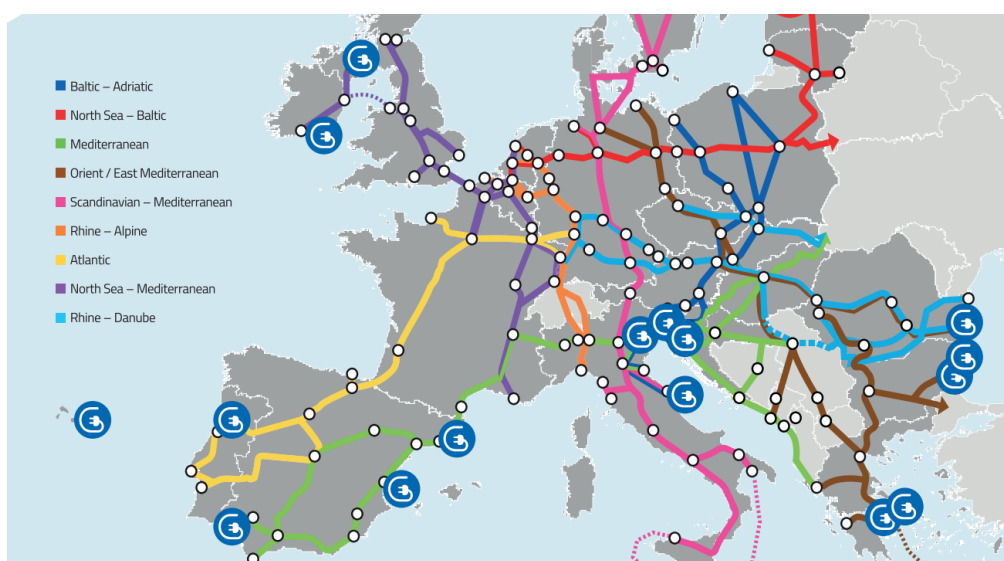 Baltic – Adriatic
North Sea – Baltic
Mediterranean
Orient / East Mediterranean
Scandinavian – Mediterranean
Rhine – Alpine
Atlantic
North Sea – Mediterranean
Rhine – Danube